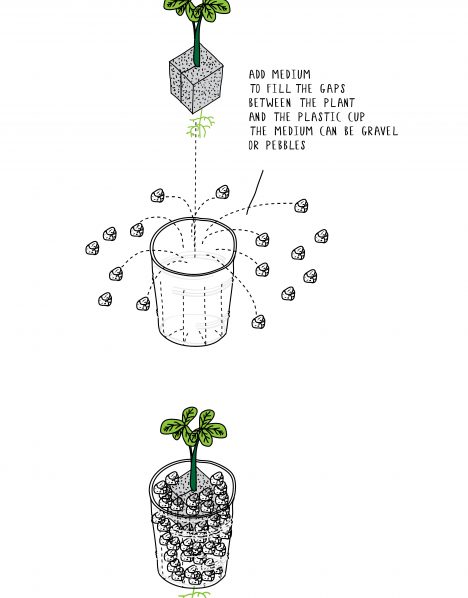 ADD MEDIUM
TO FILL THE GAPS
BETWEEN THE PLANT
AND THE PLASTIC CUP
THE MEDIUM CAN BE GRAVEL
OR PEBBLES